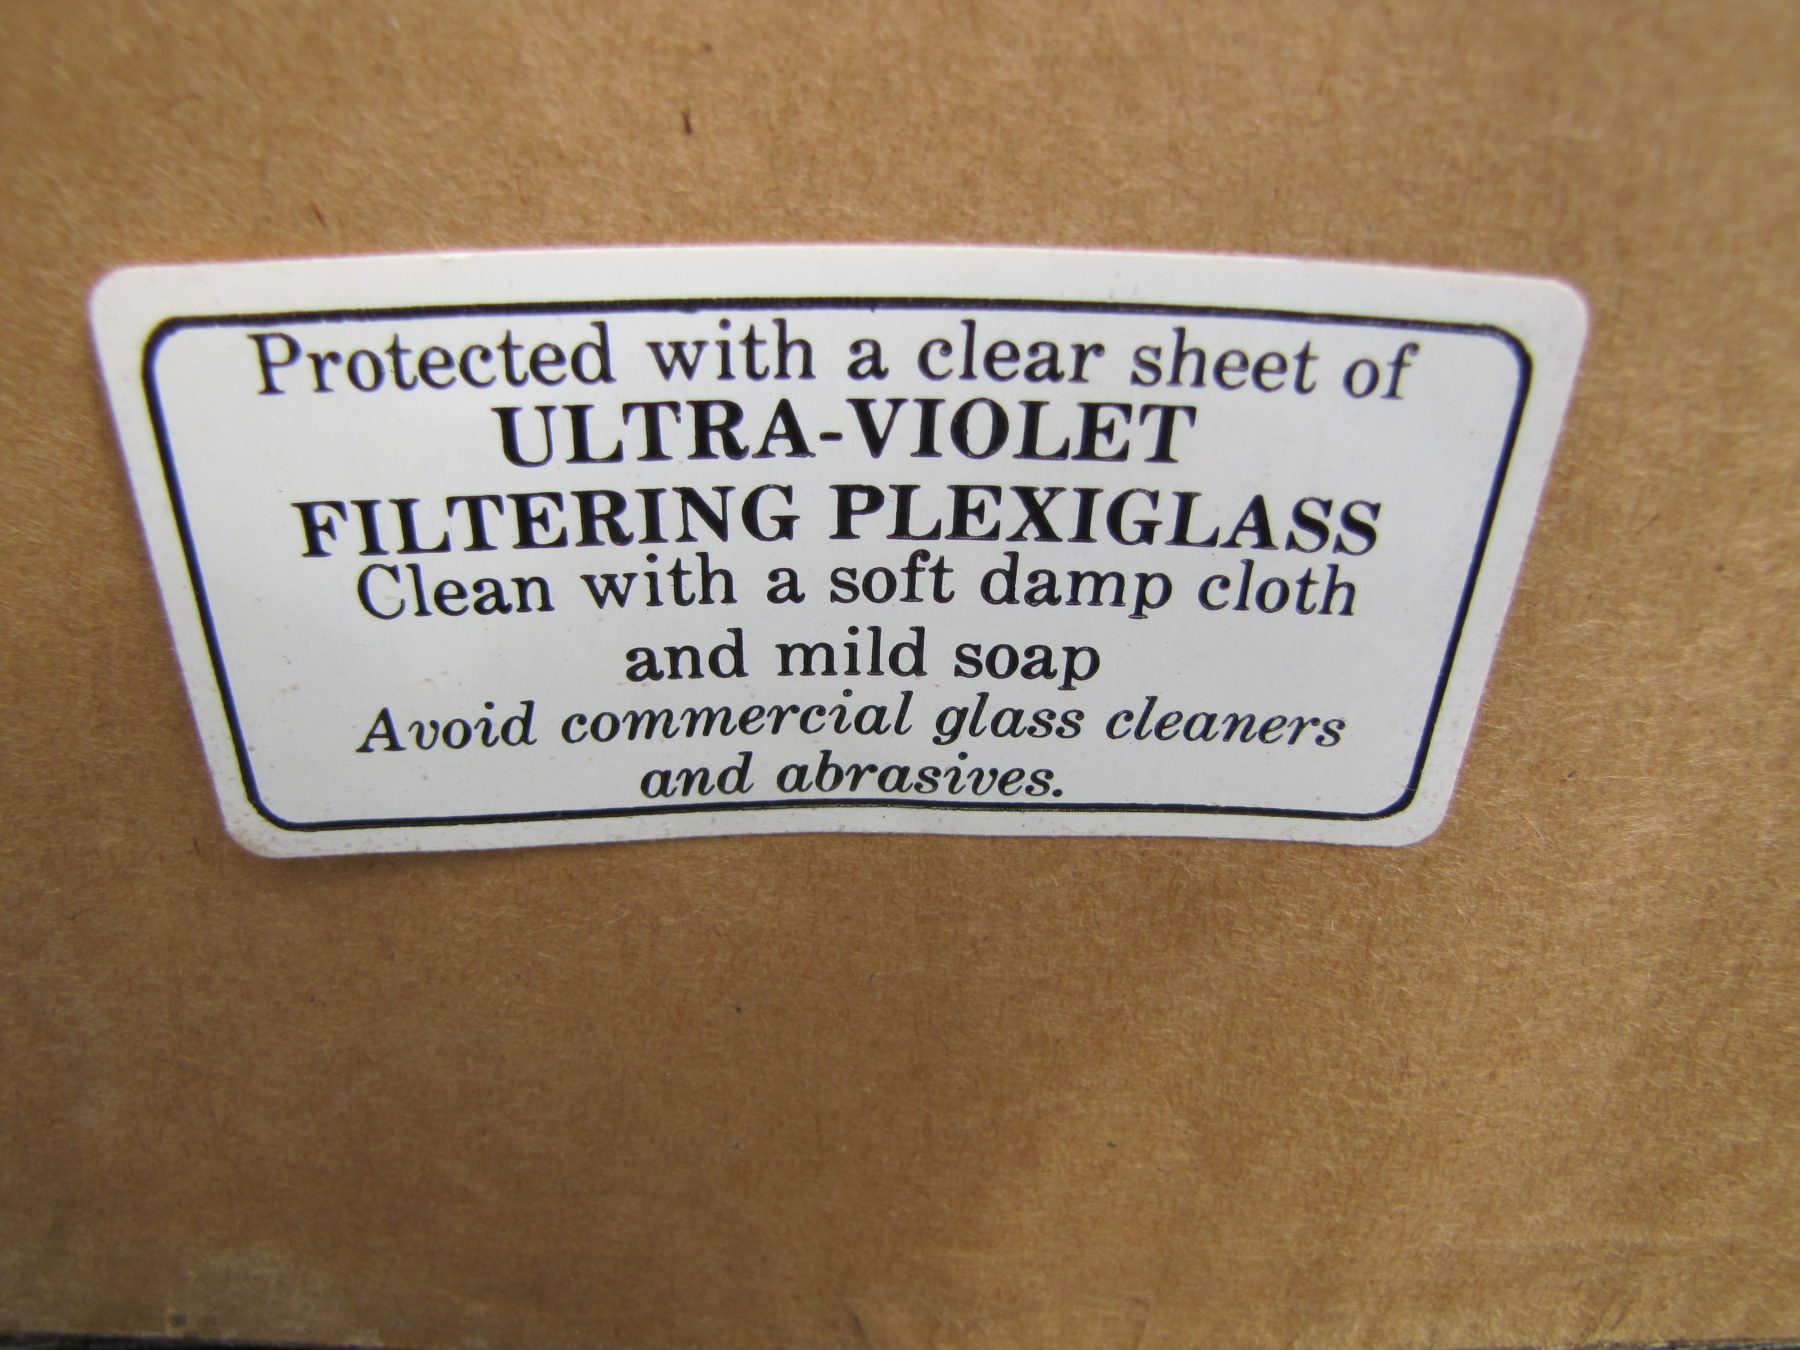 Protected with a clear sheet of
ULTRA-VIOLET
FILTERING PLEXIGLASS
Clean with a soft damp cloth
and mild soap
Avoid commercial glass cleaners
and abrasives.